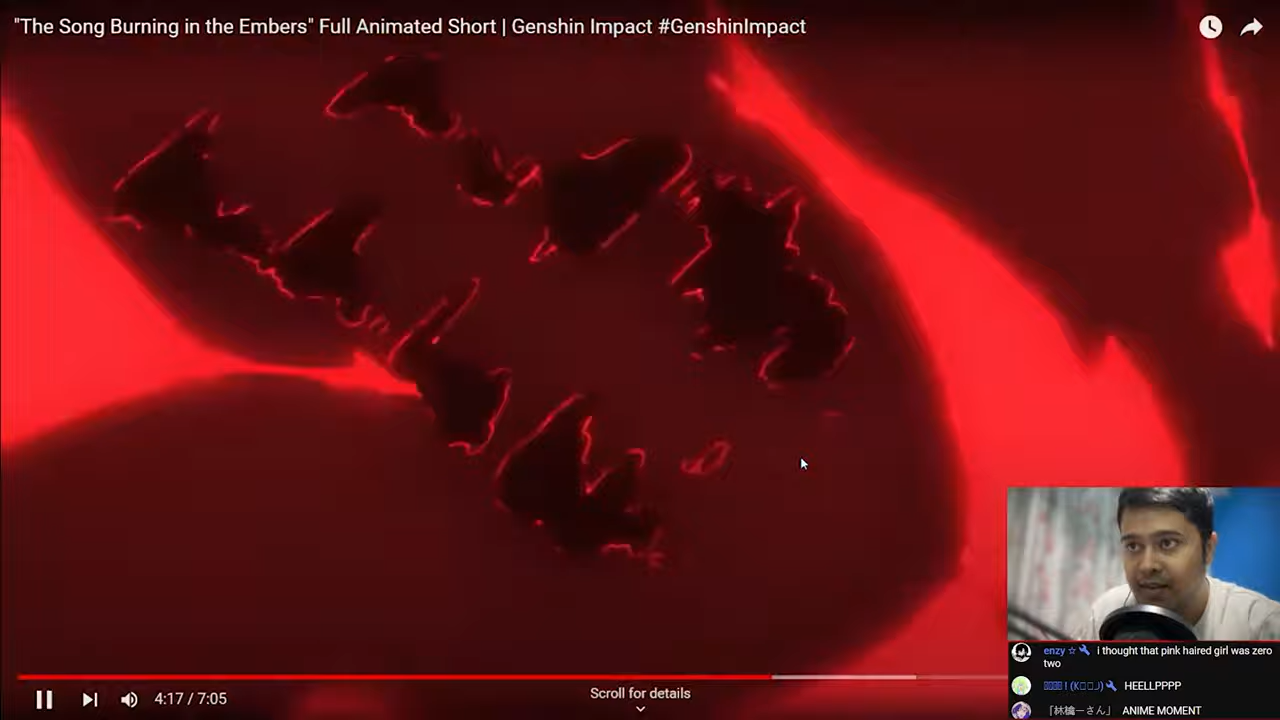 "The Song Burning in the Embers" Full Animated Short | Genshin Impact #GenshinImpact
4:17 / 7:05
Scroll for details
enzy ☆ i thought that pink haired girl was zero
two
HEELLPPPP
「林檎一さん」 ANIME MOMENT